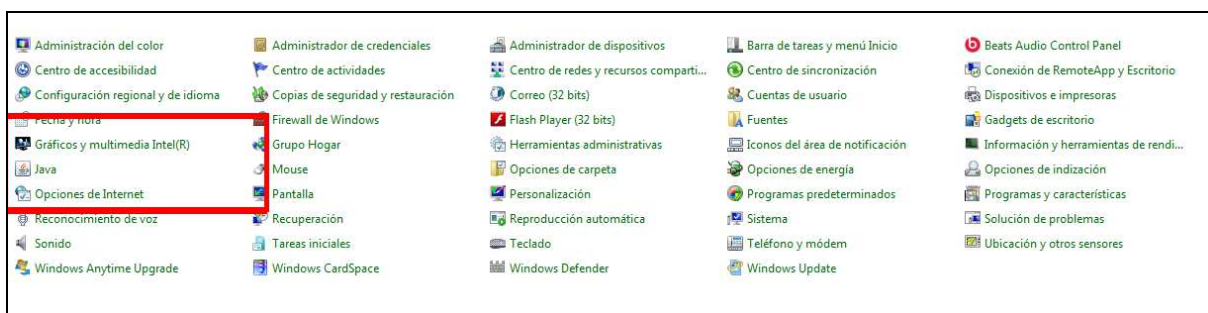 Administración del color Administrador de credenciales Administrador de dispositivos Barra de tareas y menú Inicio Beats Audio Control Panel
Centro de accesibilidad Centro de actividades Centro de redes y recursos comparti... Centro de sincronización Conexión de RemoteApp y Escritorio
Configuración regional y de idioma Copias de seguridad y restauración Correo (32 bits) Cuentas de usuario Dispositivos e impresoras
Fecha y hora Firewall de Windows Flash Player (32 bits) Fuentes Gadgets de escritorio
Gráficos y multimedia Intel(R) Grupo Hogar Herramientas administrativas Iconos del área de notificación Información y herramientas de rendi...
Java Mouse Opciones de carpeta Opciones de energía Opciones de indización
Opciones de Internet Pantalla Personalización Programas predeterminados Programas y características
Reconocimiento de voz Recuperación Reproducción automática Sistema Solución de problemas
Sonido Tareas iniciales Teclado Teléfono y módem Ubicación y otros sensores
Windows Anytime Upgrade Windows CardSpace Windows Defender Windows Update